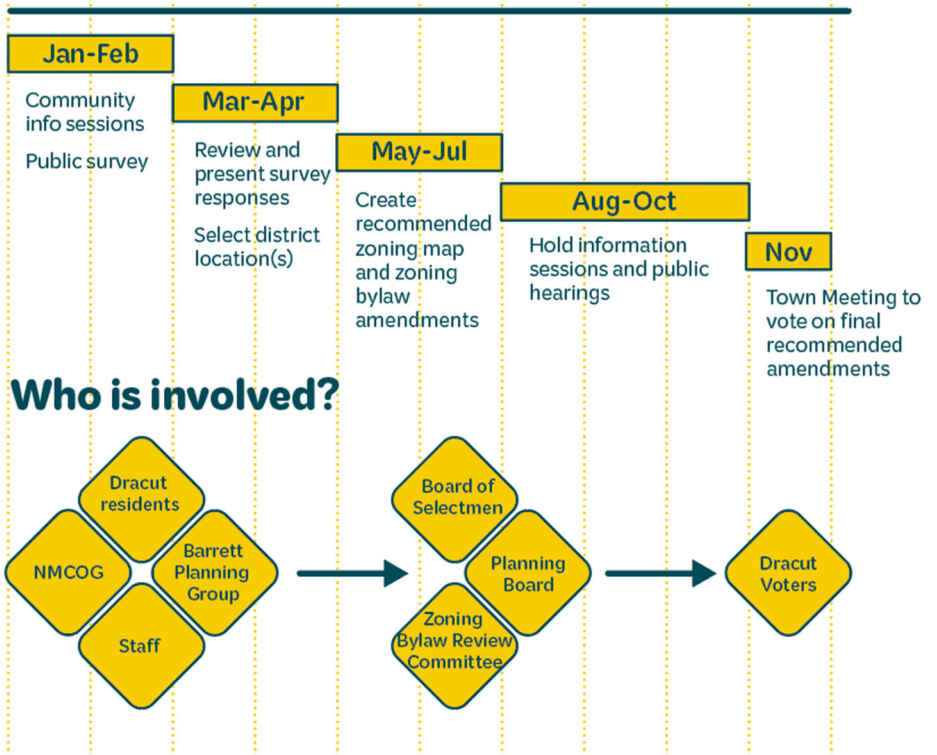 Jan-Feb
Community
info sessions
Public survey
Mar-Apr
Review and
present survey
responses
Select district
location(s)
May-Jul
Create
recommended
zoning map
and zoning
bylaw
amendments
Aug-Oct
Hold information
sessions and public
hearings
Nov
Town Meeting to
vote on final
recommended
amendments
Who is involved?
Dracut
residents
NMCOG
Barrett
Planning
Group
Staff
Board of
Selectmen
Planning
Board
Zoning
Bylaw Review
Committee
Dracut
Voters